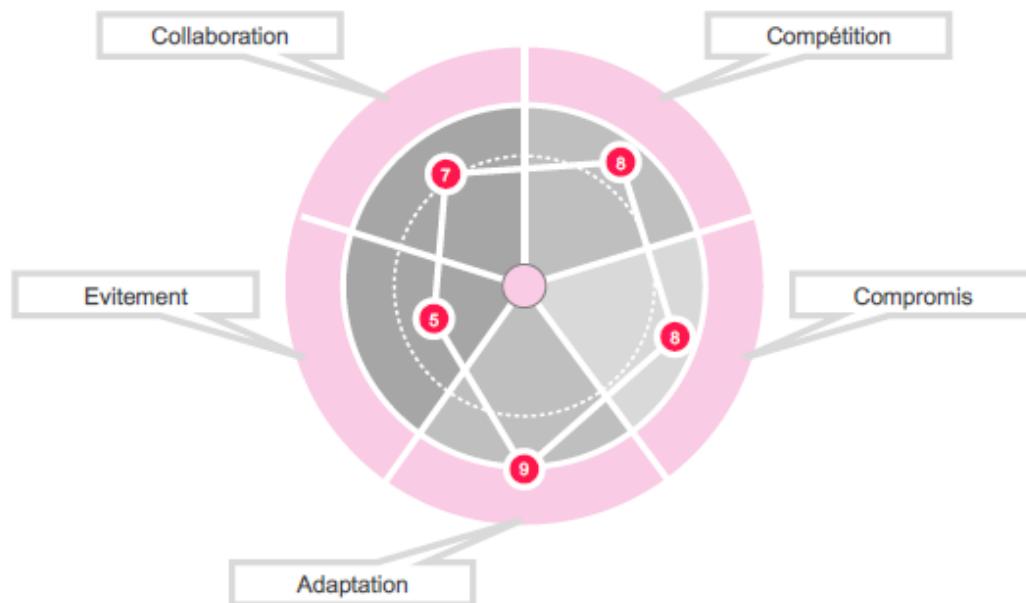 Collaboration
Compétition
7
8
Evitement
Compromis
5
8
9
Adaptation